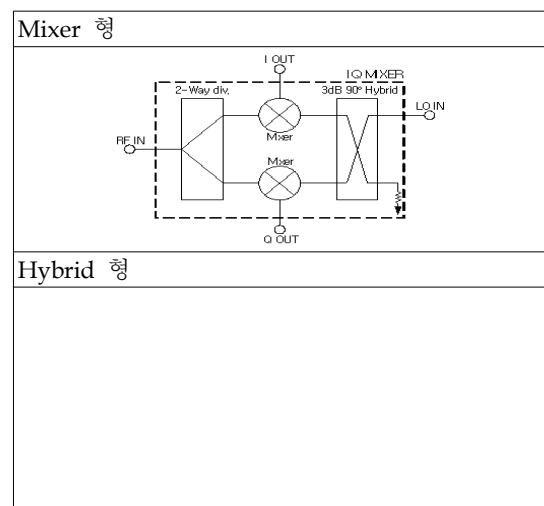 Mixer 형
I OUT
IQ MIXER
2-Way div.
3dB 90° Hybrid
LO IN
Mixer
RF IN
Mixer
Q OUT
Hybrid 형